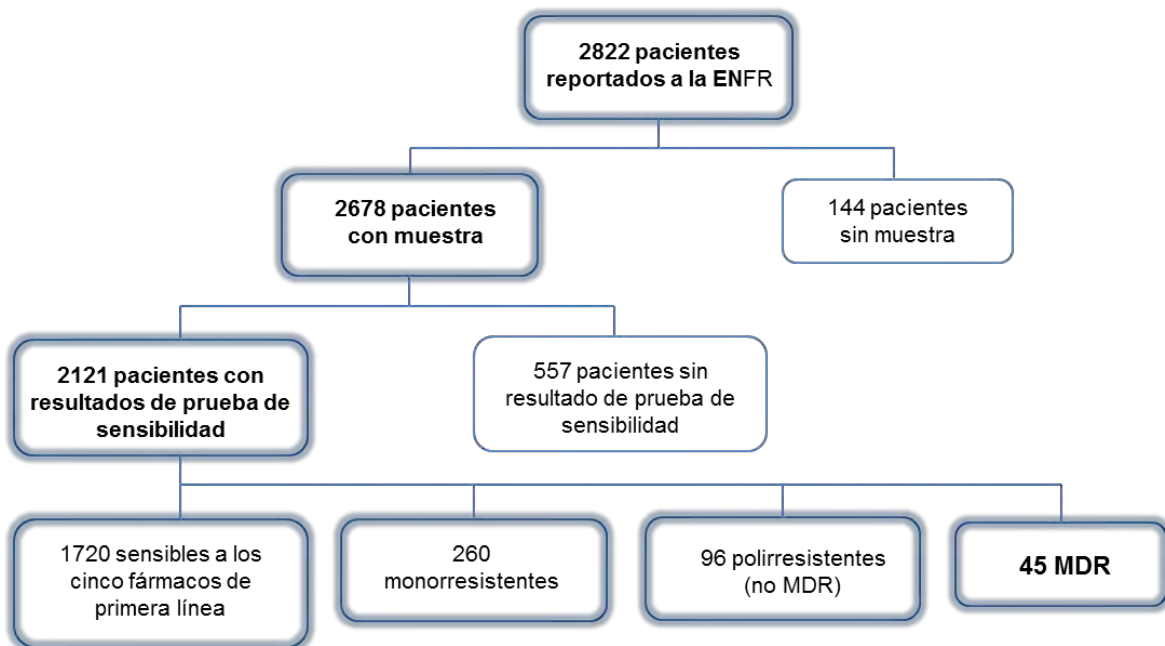 2822 pacientes
reportados a la ENFR
2678 pacientes
con muestra
144 pacientes
sin muestra
2121 pacientes con
resultados de prueba de
sensibilidad
557 pacientes sin
resultado de prueba de
sensibilidad
1720 sensibles a los
cinco fármacos de
primera línea
260
monorresistentes
96 polirresistentes
(no MDR)
45 MDR